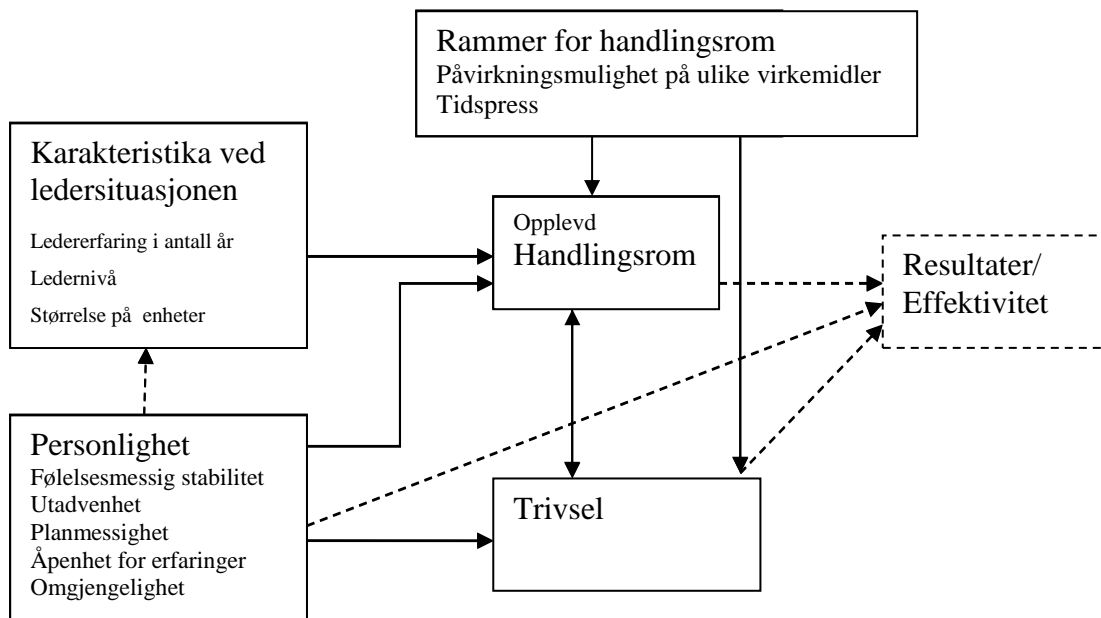 Rammer for handlingsrom
Påvirkningsmulighet på ulike virkemidler
Tidspress
Karakteristika ved
ledersituasjonen
Ledererfaring i antall år
Ledernivå
Størrelse på enheter
Opplevd
Handlingsrom
Resultater/
Effektivitet
Personlighet
Følelsesmessig stabilitet
Utadvenhet
Planmessighet
Åpenhet for erfaringer
Omgjengelighet
Trivsel